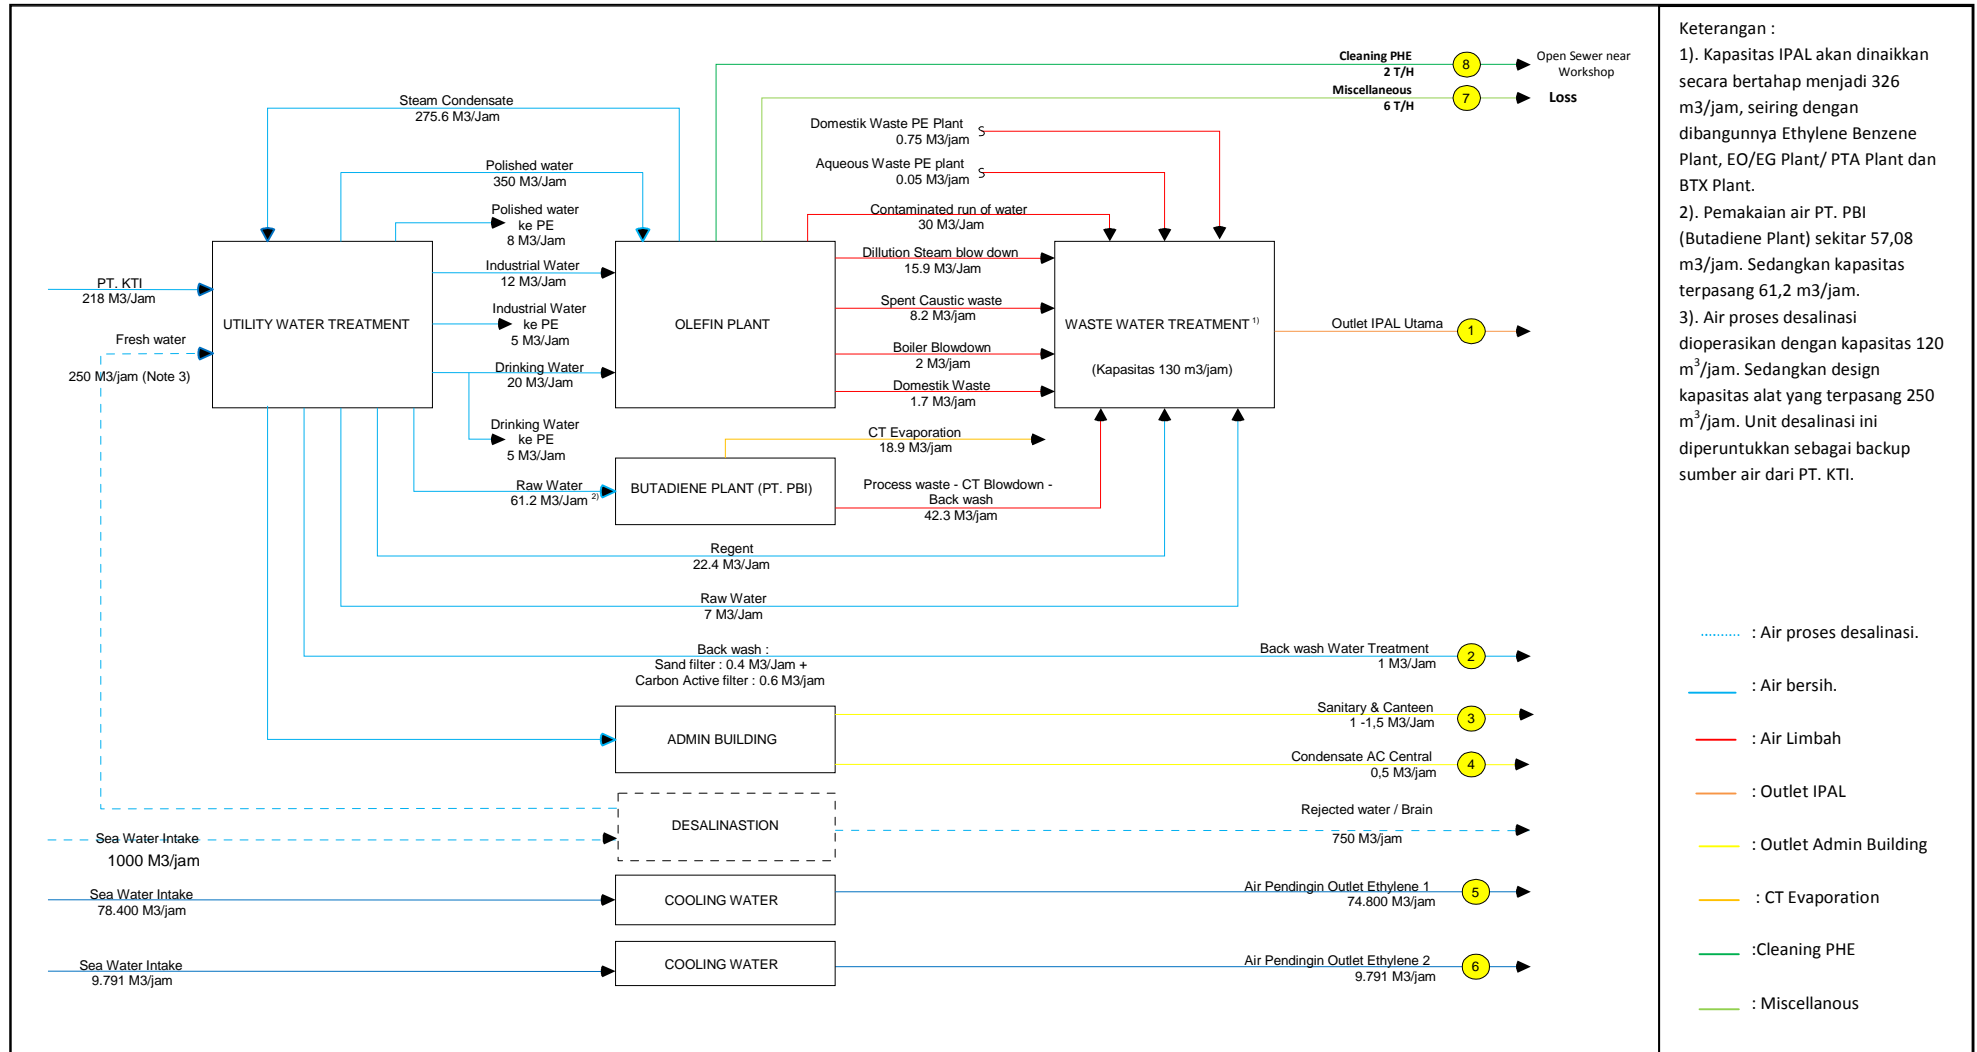 Cleaning PHE
2 T/H
8
Open Sewer near
Workshop
Miscellaneous
6 T/H
7
Loss
Steam Condensate
275.6 M3/Jam
Domestik Waste PE Plant
0.75 M3/jam
Polished water
350 M3/Jam
Aqueous Waste PE plant
0.05 M3/jam
Polished water
ke PE
8 M3/Jam
Contaminated run of water
30 M3/Jam
PT. KTI
218 M3/Jam
UTILITY WATER TREATMENT
Industrial Water
12 M3/Jam
OLEFIN PLANT
Dillution Steam blow down
15.9 M3/Jam
WASTE WATER TREATMENT 1)
(Kapasitas 130 m3/jam)
Industrial Water
ke PE
5 M3/Jam
Spent Caustic waste
8.2 M3/jam
Outlet IPAL Utama
1
Fresh water
250 M3/jam (Note 3)
Drinking Water
20 M3/Jam
Boiler Blowdown
2 M3/jam
Domestik Waste
1.7 M3/jam
Drinking Water
ke PE
5 M3/Jam
CT Evaporation
18.9 M3/jam
Raw Water
61.2 M3/Jam 2)
BUTADIENE PLANT (PT. PBI)
Process waste - CT Blowdown -
Back wash
42.3 M3/jam
Regent
22.4 M3/Jam
Raw Water
7 M3/Jam
Back wash :
Sand filter : 0.4 M3/Jam +
Carbon Active filter : 0.6 M3/jam
Back wash Water Treatment
1 M3/Jam
2
ADMIN BUILDING
Sanitary & Canteen
1 -1,5 M3/Jam
3
Condensate AC Central
0,5 M3/jam
4
Sea Water Intake
1000 M3/jam
DESALINASTION
Rejected water / Brain
750 M3/jam
Sea Water Intake
78.400 M3/jam
COOLING WATER
Air Pendingin Outlet Ethylene 1
74.800 M3/jam
5
Sea Water Intake
9.791 M3/jam
COOLING WATER
Air Pendingin Outlet Ethylene 2
9.791 M3/jam
6
Keterangan :
1). Kapasitas IPAL akan dinaikkan
secara bertahap menjadi 326
m3/jam, seiring dengan
dibangunnya Ethylene Benzene
Plant, EO/EG Plant/ PTA Plant dan
BTX Plant.
2). Pemakaian air PT. PBI
(Butadiene Plant) sekitar 57,08
m3/jam. Sedangkan kapasitas
terpasang 61,2 m3/jam.
3). Air proses desalinasi
dioperasikan dengan kapasitas 120
m3/jam. Sedangkan design
kapasitas alat yang terpasang 250
m3/jam. Unit desalinasi ini
diperuntukkan sebagai backup
sumber air dari PT. KTI.
: Air proses desalinasi.
: Air bersih.
: Air Limbah
: Outlet IPAL
: Outlet Admin Building
: CT Evaporation
:Cleaning PHE
: Miscellanous